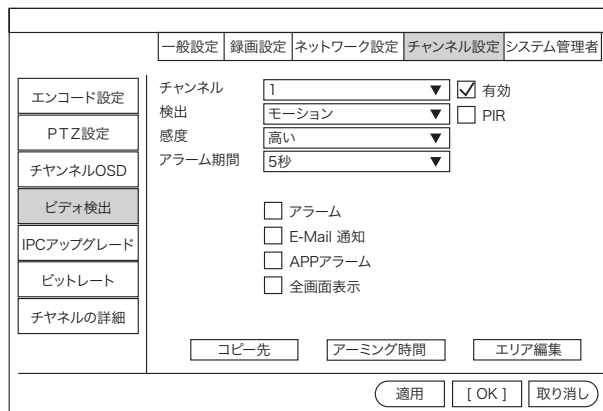 一般設定 録画設定 ネットワーク設定 チャンネル設定 システム管理者
エンコード設定
PTZ設定
チヤンネルOSD
ビデォ検出
IPCアップグレード
ビットレート
チヤネルの詳細
チャンネル 1 ▼ 有効
検出 モーション ▼ PIR
感度 高い ▼
アラーム期間 5秒 ▼
アラーム
E-Mail 通知
APPアラーム
全画面表示
コピー先 アーミング時間 エリア編集
適用 [ OK ] 取り消し